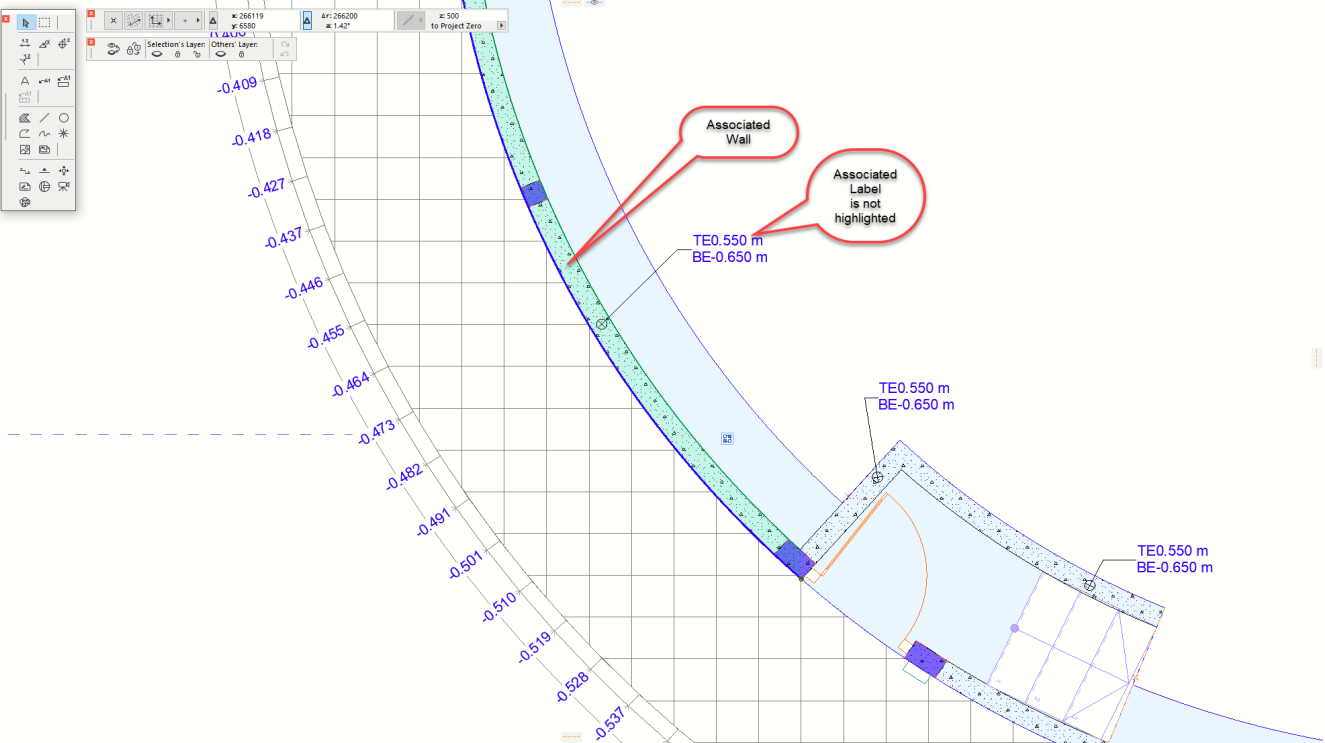 x: 266119
y: 6580
Δr: 266200
a: 1.42°
z: 500
to Project Zero
Selection's Layer:
Others' Layer:
-0.409
-0.418
-0.427
-0.437
-0.446
-0.455
-0.464
-0.473
-0.482
-0.491
-0.501
-0.510
-0.519
-0.528
-0.537
Associated
Wall
Associated
Label
is not
highlighted
TE0.550 m
BE-0.650 m
TE0.550 m
BE-0.650 m
TE0.550 m
BE-0.650 m